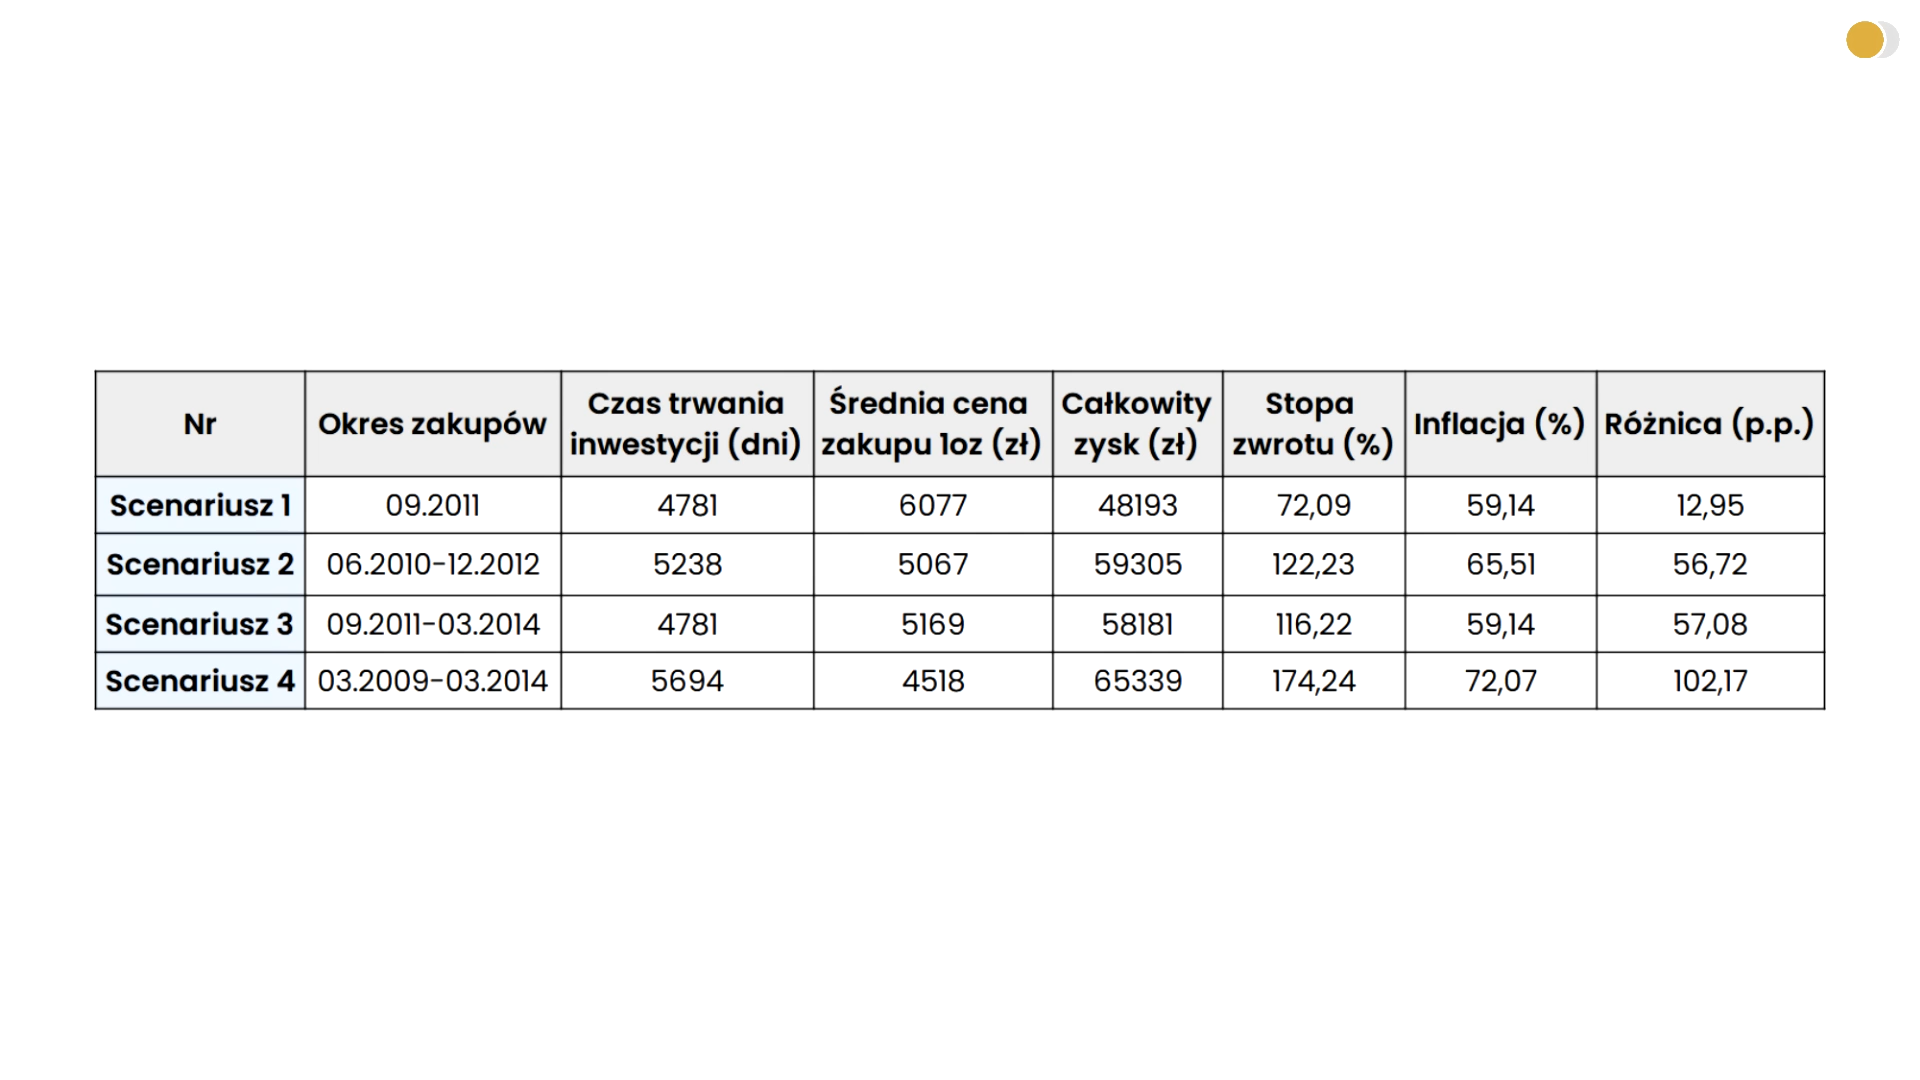 Nr | Okres zakupów | Czas trwania inwestycji (dni) | Średnia cena zakupu 1oz (zł) | Całkowity zysk (zł) | Stopa zwrotu (%) | Inflacja (%) | Różnica (p.p.)
Scenariusz 1 | 09.2011 | 4781 | 6077 | 48193 | 72,09 | 59,14 | 12,95
Scenariusz 2 | 06.2010-12.2012 | 5238 | 5067 | 59305 | 122,23 | 65,51 | 56,72
Scenariusz 3 | 09.2011-03.2014 | 4781 | 5169 | 58181 | 116,22 | 59,14 | 57,08
Scenariusz 4 | 03.2009-03.2014 | 5694 | 4518 | 65339 | 174,24 | 72,07 | 102,17